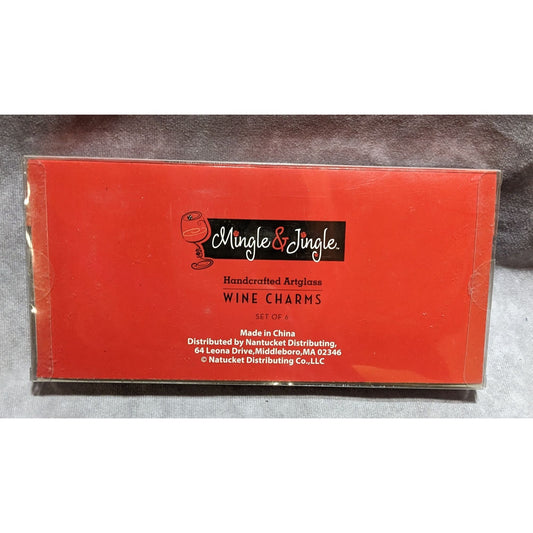 Mingle & Jingle™
Handcrafted Artglass
WINE CHARMS
SET OF 6
Made in China
Distributed by Nantucket Distributing,
64 Leona Drive,Middleboro,MA 02346
© Natucket Distributing Co.,LLC